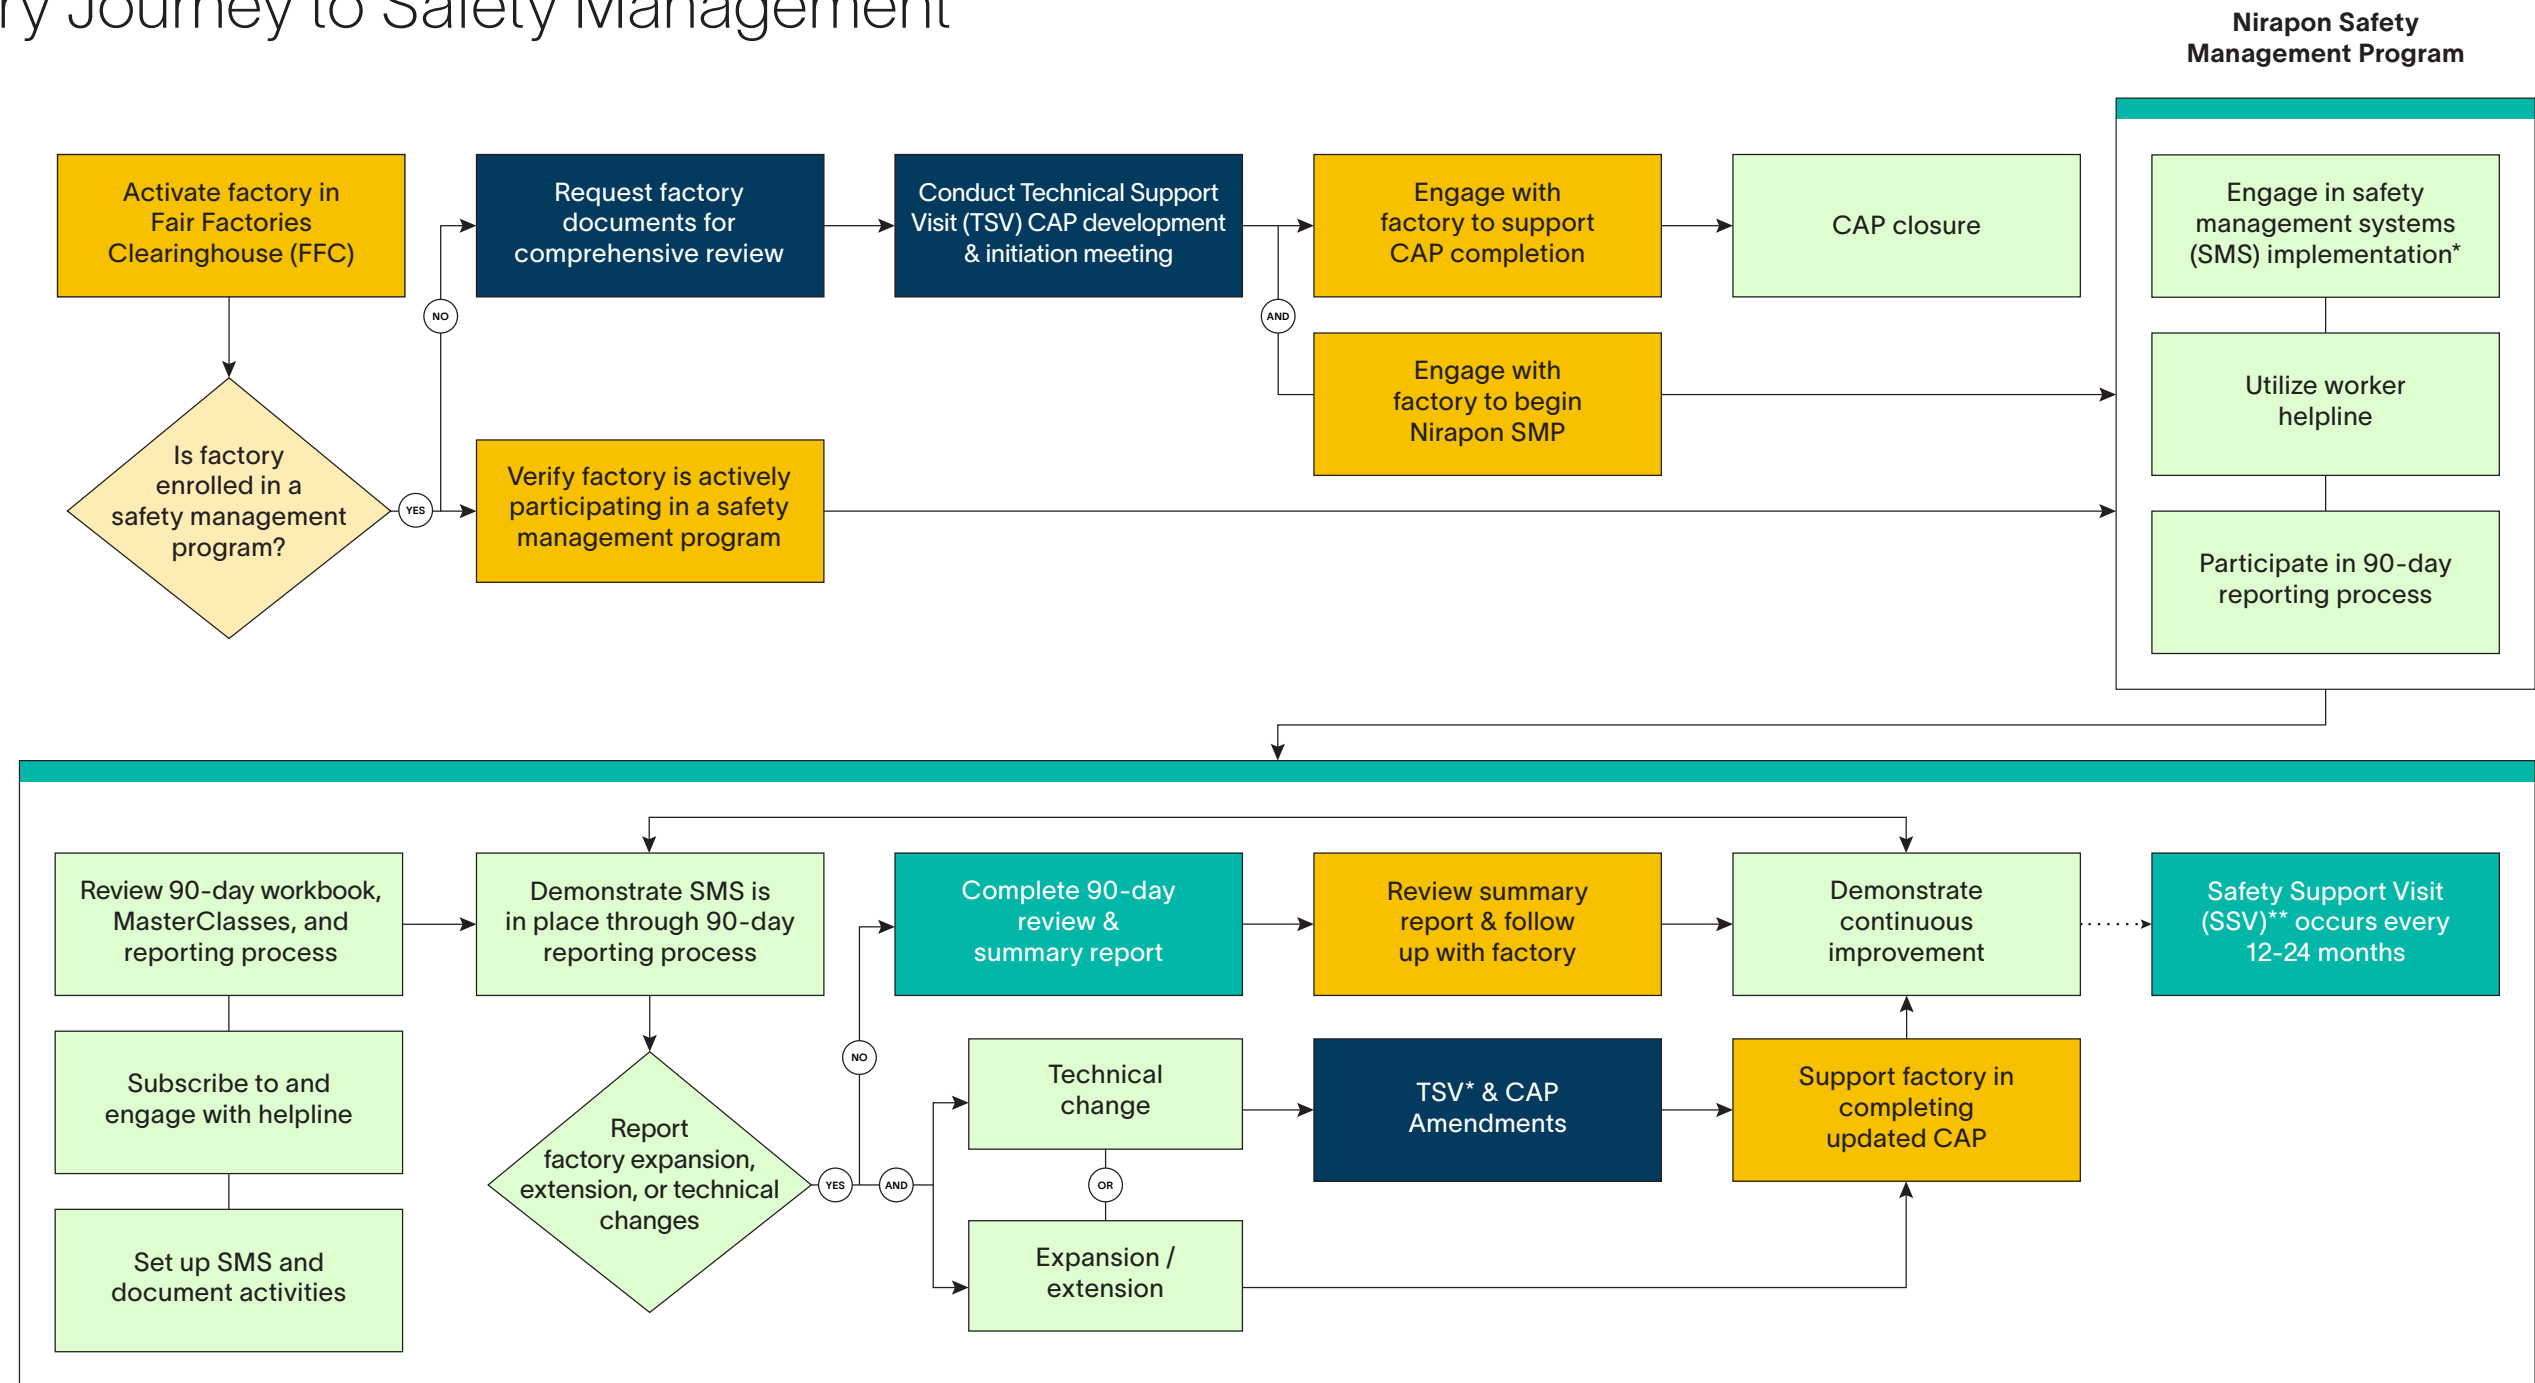 ry Journey to Safety Management
Nirapon Safety
Management Program
Activate factory in
Fair Factories
Clearinghouse (FFC)
Request factory
documents for
comprehensive review
Conduct Technical Support
Visit (TSV) CAP development
& initiation meeting
Engage with
factory to support
CAP completion
CAP closure
Engage in safety
management systems
(SMS) implementation*
NO
AND
Engage with
factory to begin
Nirapon SMP
Utilize worker
helpline
Is factory
enrolled in a
safety management
program?
YES
Verify factory is actively
participating in a safety
management program
Participate in 90-day
reporting process
Review 90-day workbook,
MasterClasses, and
reporting process
Demonstrate SMS is
in place through 90-day
reporting process
Complete 90-day
review &
summary report
Review summary
report & follow
up with factory
Demonstrate
continuous
improvement
Safety Support Visit
(SSV)** occurs every
12-24 months
Subscribe to and
engage with helpline
NO
Technical
change
TSV* & CAP
Amendments
Support factory in
completing
updated CAP
Report
factory expansion,
extension, or technical
changes
YES
AND
OR
Set up SMS and
document activities
Expansion /
extension